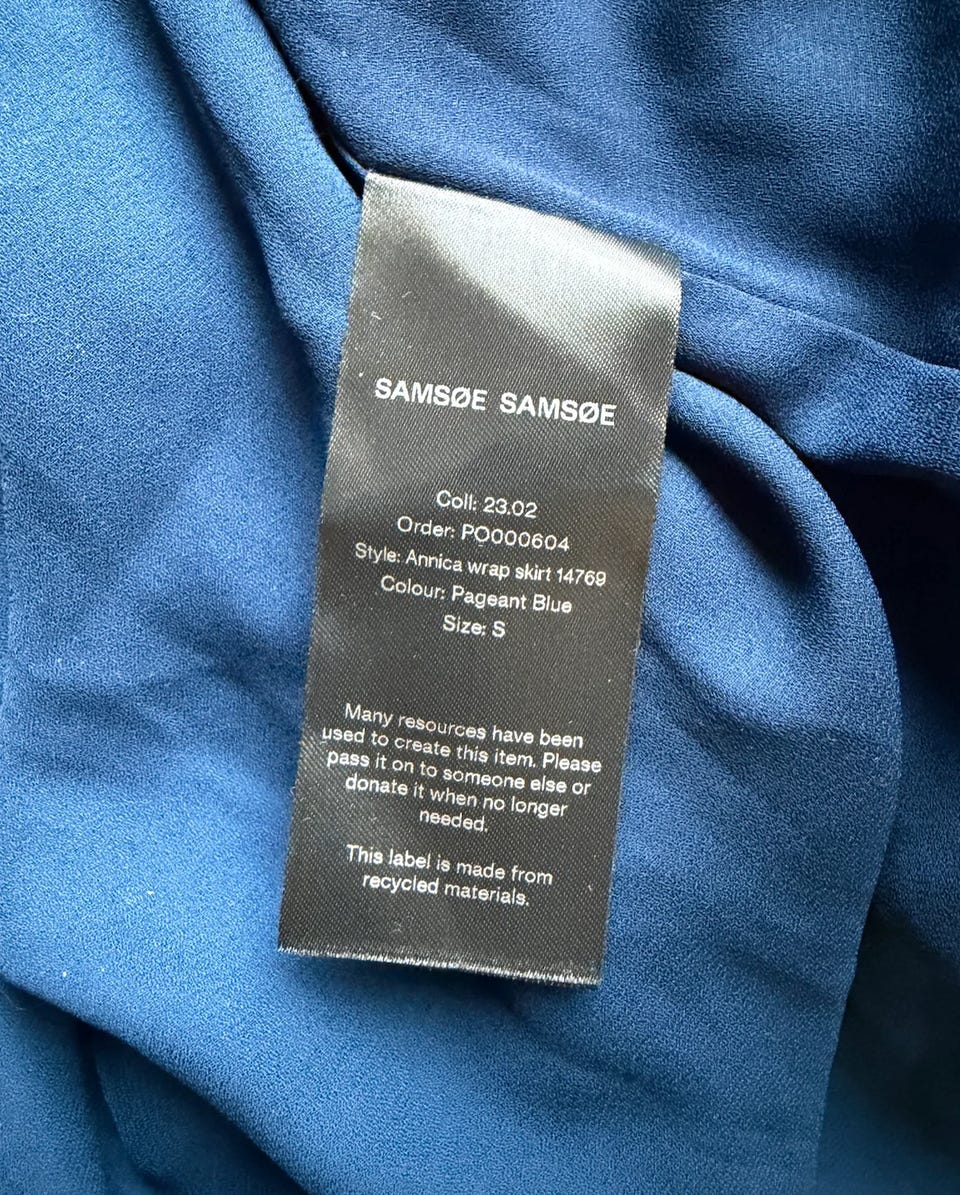 SAMSØE SAMSØE
Coll: 23.02
Order: PO000604
Style: Annica wrap skirt 14769
Colour: Pageant Blue
Size: S
Many resources have been
used to create this item. Please
pass it on to someone else or
donate it when no longer
needed.
This label is made from
recycled materials.